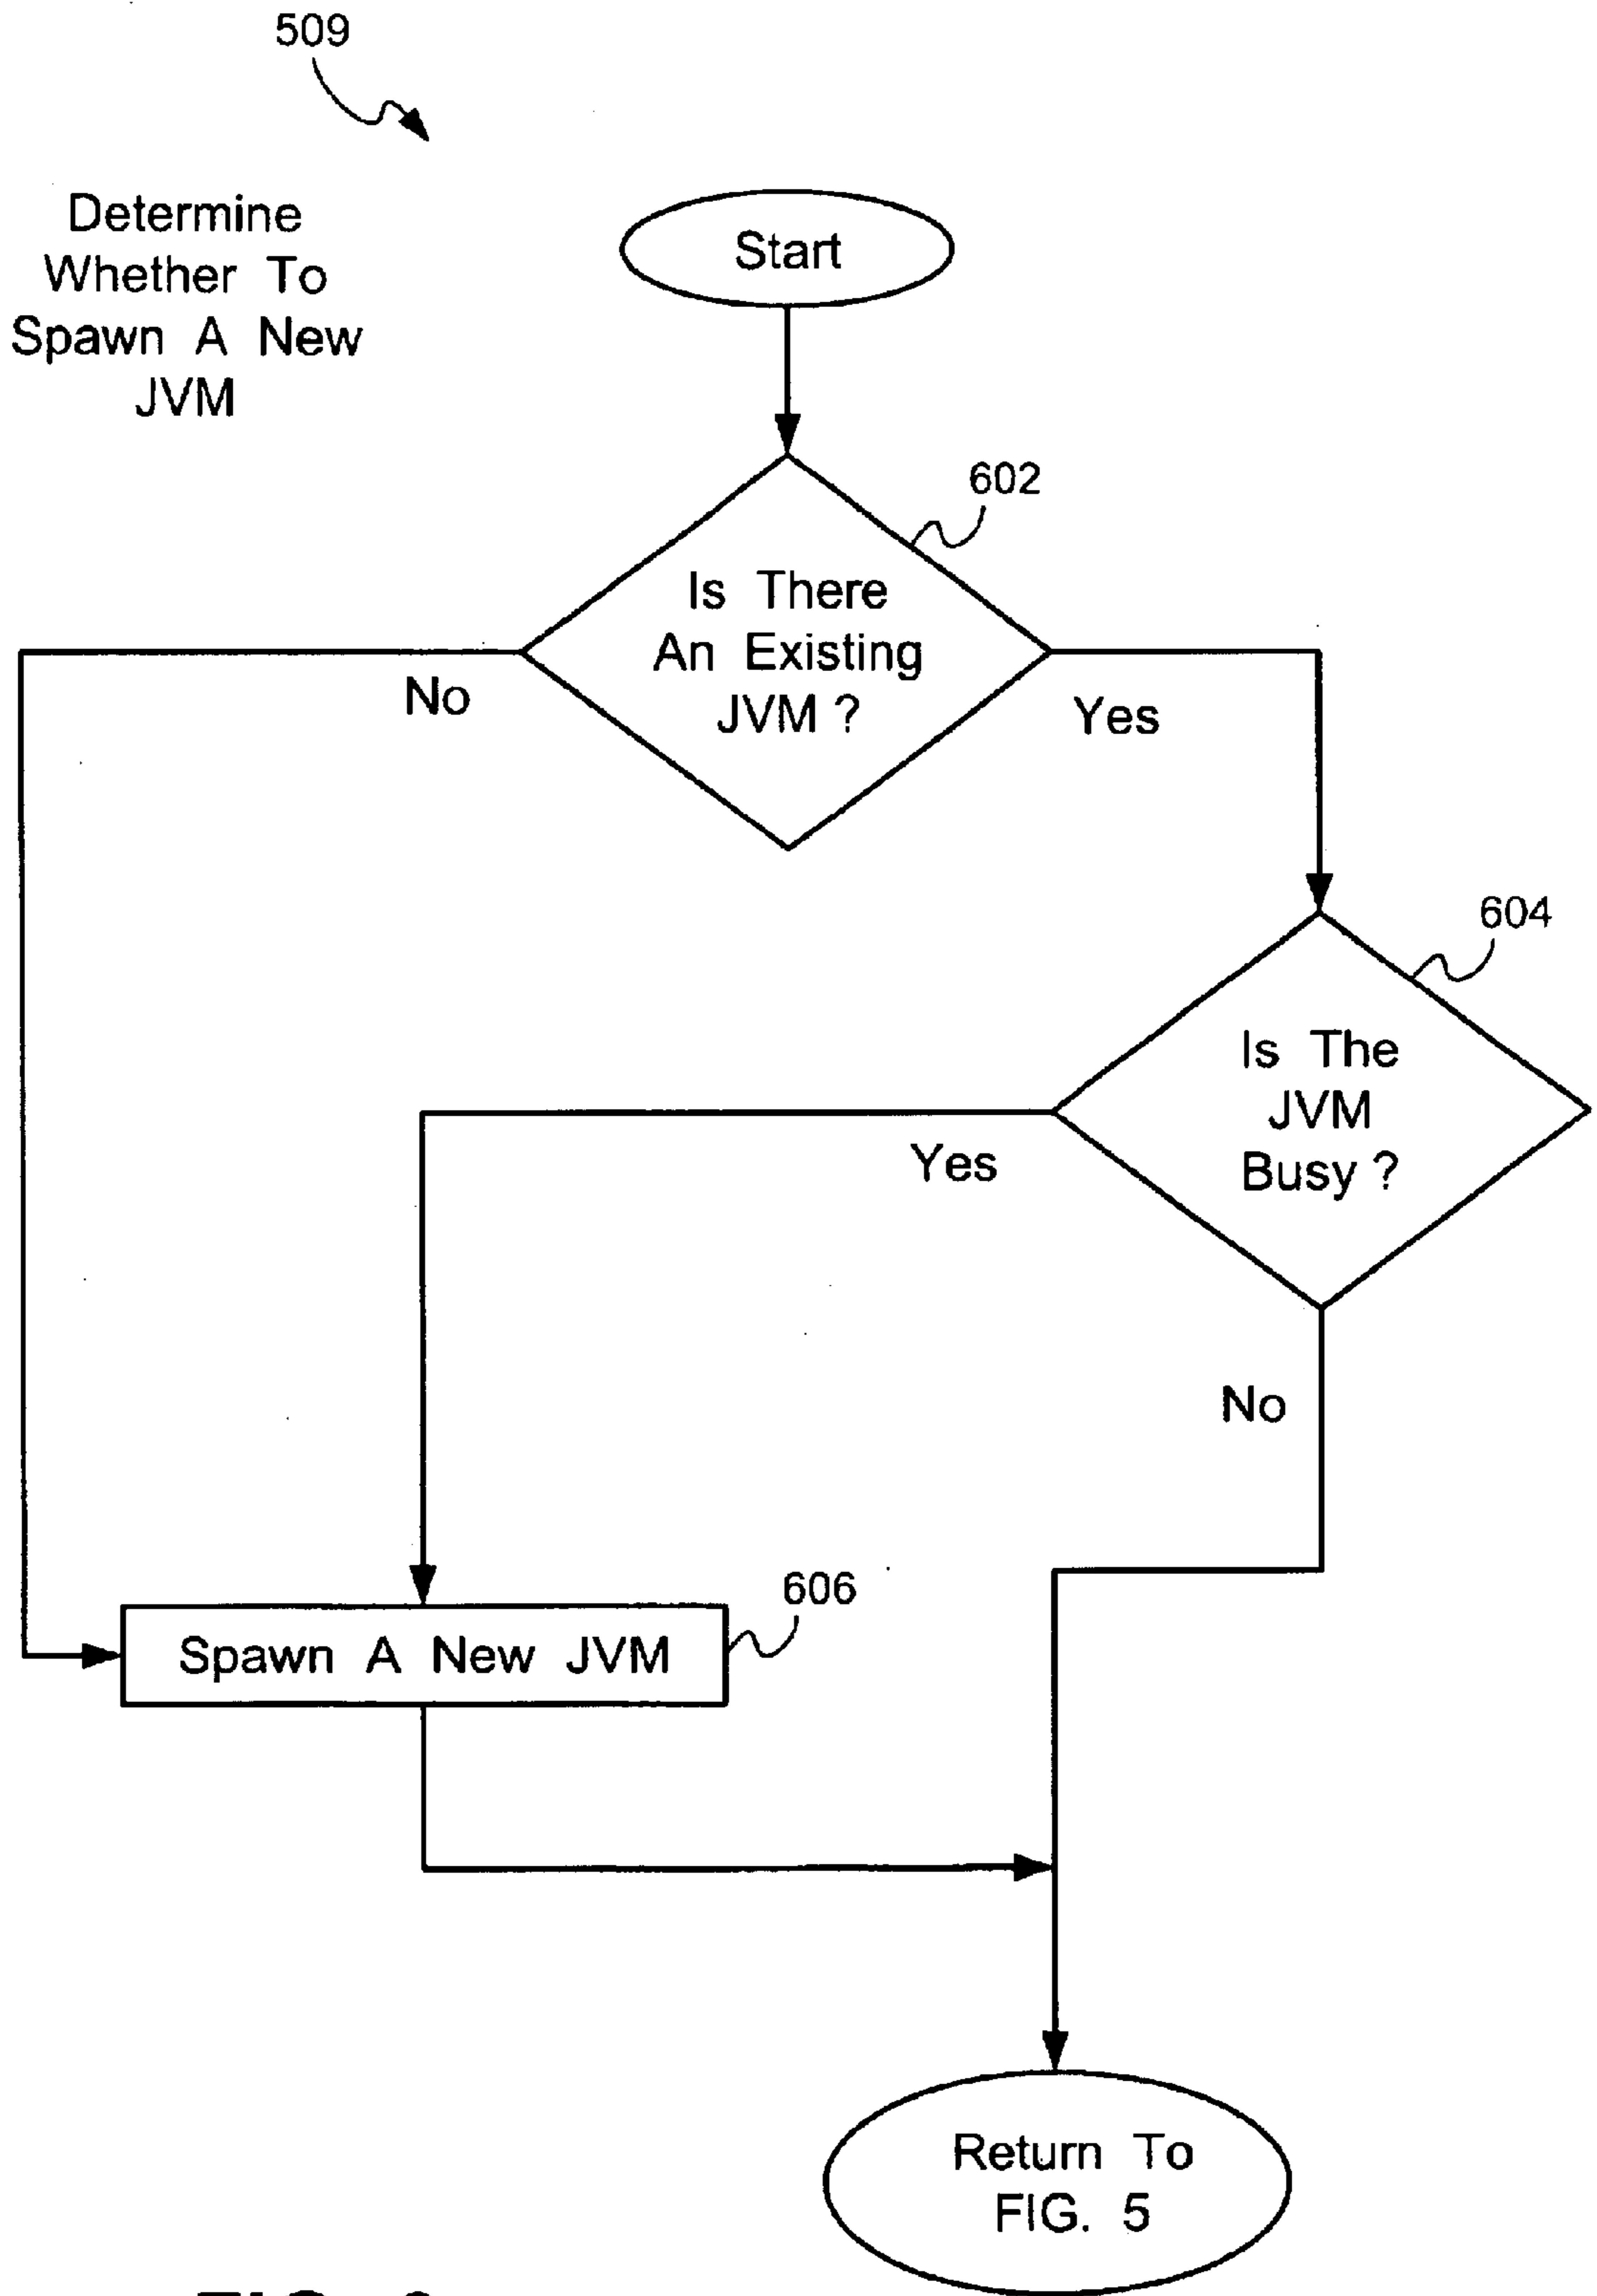 509
Determine
Whether To
Spawn A New
JVM
Start
602
Is There
An Existing
JVM ?
No
Yes
604
Is The
JVM
Busy ?
Yes
No
606
Spawn A New JVM
Return To
FIG. 5